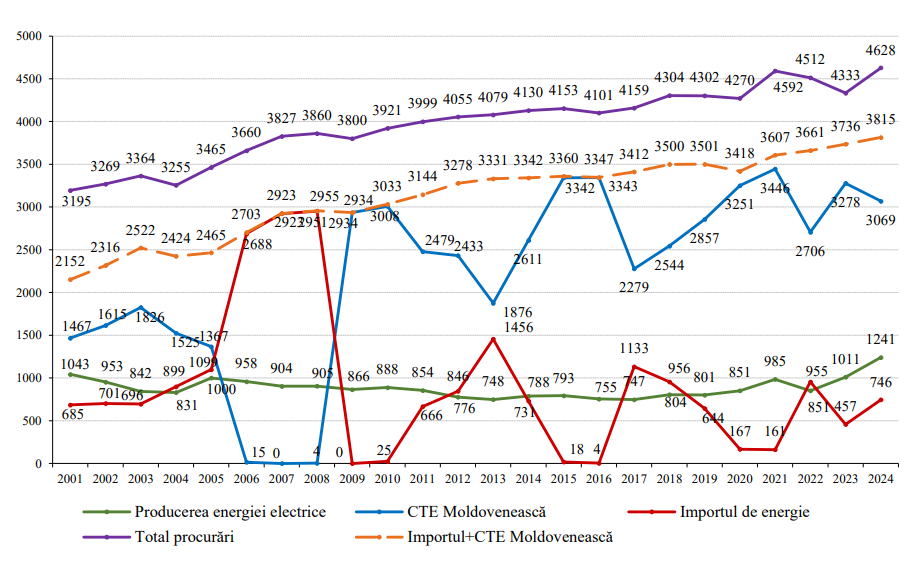 5000
4500
4000
3500
3000
2500
2000
1500
1000
500
0
3195 3269 3364 3255 3465 3660 3827 3860 3800 3921 3999 4055 4079 4130 4153 4101 4159 4304 4302 4270 4592 4512 4333 4628
2152 2316 2522 2424 2465 2703 2923 2955 2934 3033 3144 3278 3331 3342 3360 3347 3412 3500 3501 3418 3607 3661 3736 3815
1467 1615 1826 1525 1367 15 0 4 2934 3008 2479 2433 1876 2611 3342 3343 2279 2544 2857 3251 3446 2706 3278 3069
1043 953 842 831 1000 958 904 905 866 888 854 776 748 788 793 755 747 804 801 851 985 851 1011 1241
685 701 696 899 1099 2688 2923 2951 0 25 666 846 1456 731 18 4 1133 956 644 167 161 955 457 746
2001 2002 2003 2004 2005 2006 2007 2008 2009 2010 2011 2012 2013 2014 2015 2016 2017 2018 2019 2020 2021 2022 2023 2024
Producerea energiei electrice CTE Moldovenească Importul de energie
Total procurări Importul+CTE Moldovenească